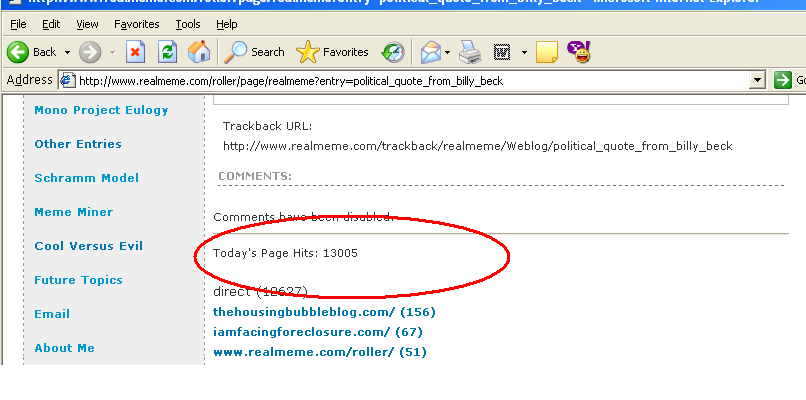 http://www.realmeme.com/roller/page/realmeme?entry=political_quote_from_billy_beck - Microsoft Internet Explorer
File Edit View Favorites Tools Help
Back Search Favorites
Address http://www.realmeme.com/roller/page/realmeme?entry=political_quote_from_billy_beck Go
Mono Project Eulogy
Other Entries
Schramm Model
Meme Miner
Cool Versus Evil
Future Topics
Email
About Me
Trackback URL:
http://www.realmeme.com/trackback/realmeme/Weblog/political_quote_from_billy_beck
COMMENTS:
Comments have been disabled.
Today's Page Hits: 13005
direct (12627)
thehousingbubbleblog.com/ (156)
iamfacingforeclosure.com/ (67)
www.realmeme.com/roller/ (51)